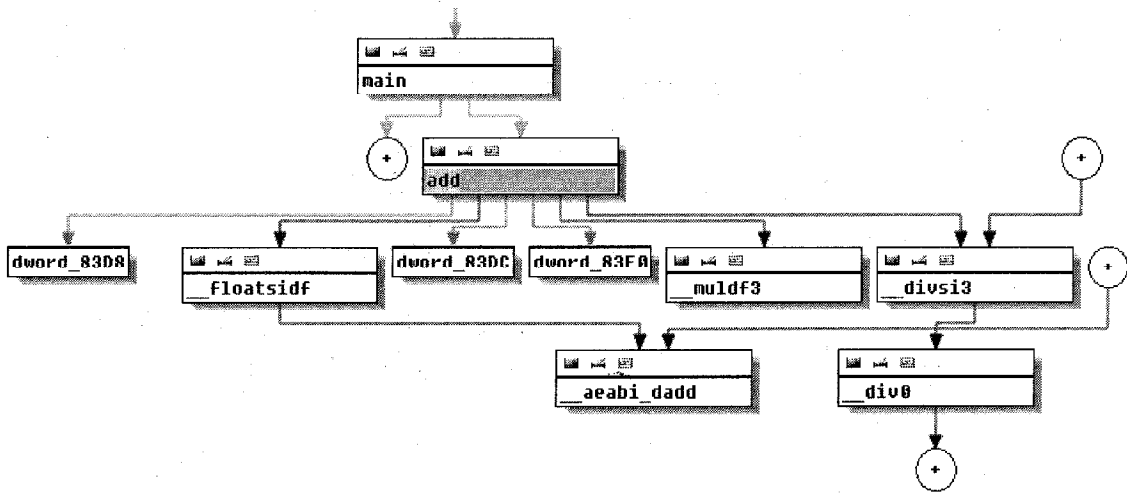 main
+
add
+
dword_83D8
__floatsidf
dword_83DC
dword_83E0
__muldf3
__divsi3
+
__aeabi_dadd
__div0
+